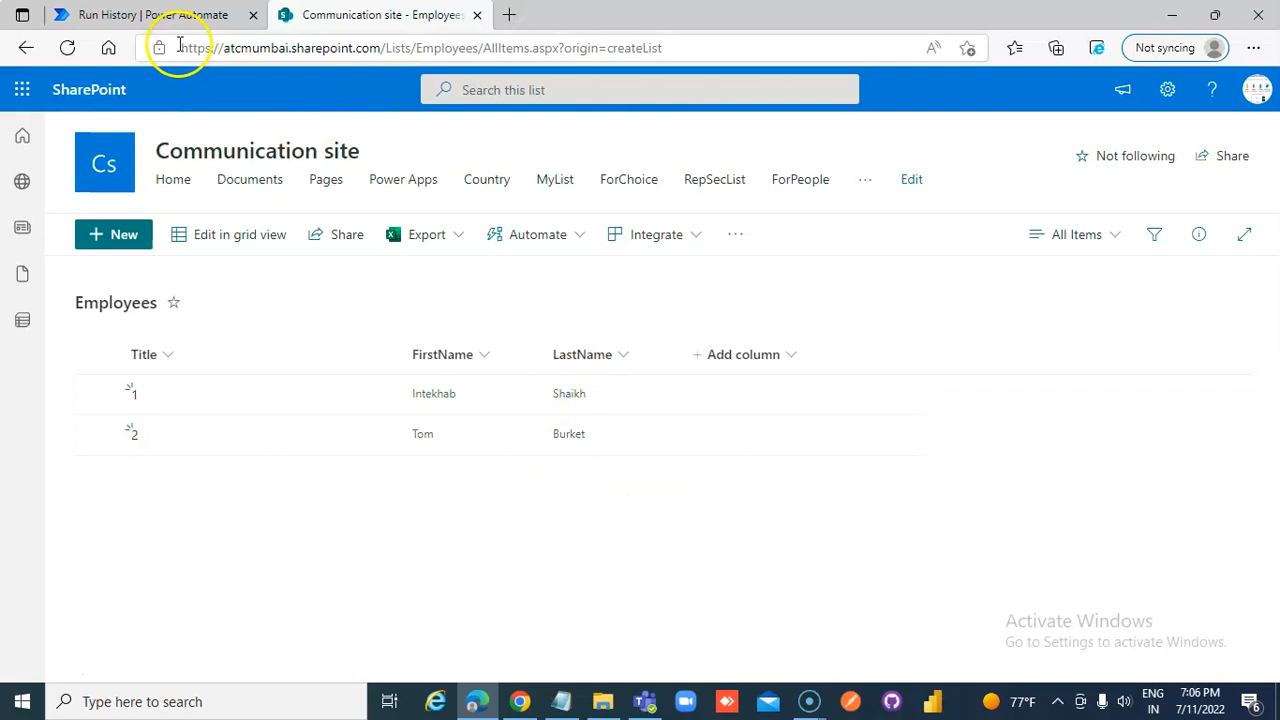 Run History | Power Automate
Communication site - Employees
https://atcmumbai.sharepoint.com/Lists/Employees/AllItems.aspx?origin=createList
A
Not syncing
SharePoint
Search this list
Cs
Communication site
Not following
Share
Home
Documents
Pages
Power Apps
Country
MyList
ForChoice
RepSecList
ForPeople
...
Edit
+ New
Edit in grid view
Share
Export
Automate
Integrate
...
All Items
Employees
Title
FirstName
LastName
+ Add column
1
Intekhab
Shaikh
2
Tom
Burket
Activate Windows
Go to Settings to activate Windows.
Type here to search
77°F
ENG
IN
7:06 PM
7/11/2022
6